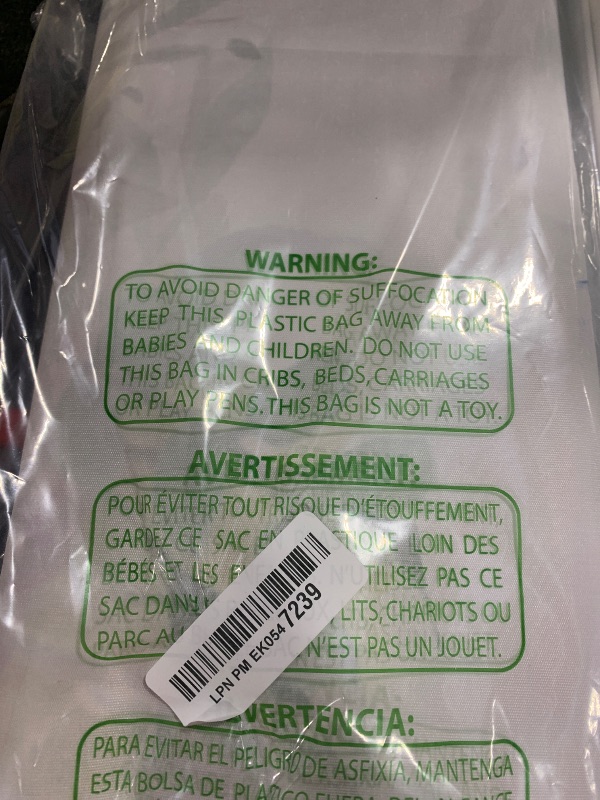 WARNING:
TO AVOID DANGER OF SUFFOCATION,
KEEP THIS PLASTIC BAG AWAY FROM
BABIES AND CHILDREN. DO NOT USE
THIS BAG IN CRIBS, BEDS, CARRIAGES
OR PLAY PENS. THIS BAG IS NOT A TOY.
AVERTISSEMENT:
POUR ÉVITER TOUT RISQUE D'ÉTOUFFEMENT,
GARDEZ CE SAC EN LOIN DES
BÉBÉS ET LES N'UTILISEZ PAS CE
SAC DANS LITS, CHARIOTS OU
PARC N'EST PAS UN JOUET.
LPN PM EK0547239
PARA EVITAR EL PELIGRO DE ASFIXIA, MANTENGA
ESTA BOLSA DE